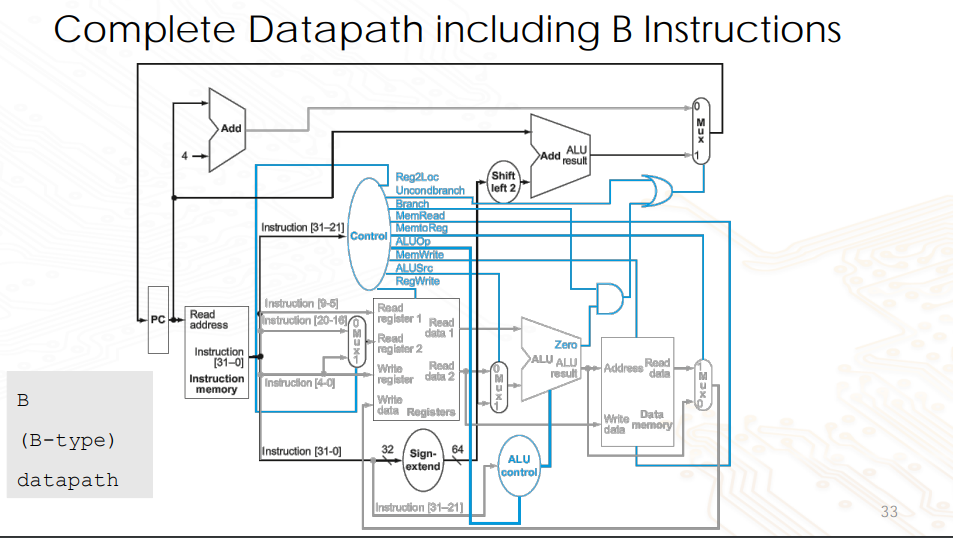 Complete Datapath including B Instructions
0
M
u
x
1
Add
4
Add ALU
result
Shift
left 2
Reg2Loc
Uncondbranch
Branch
MemRead
MemtoReg
ALUOp
MemWrite
ALUSrc
RegWrite
Instruction [31–21]
Control
PC
Read
address
Instruction
[31–0]
Instruction
memory
Instruction [9-5]
Instruction [20-16]
Instruction [4-0]
0
M
u
x
1
Read
register 1
Read
data 1
Read
register 2
Write
register
Read
data 2
Write
data Registers
0
M
u
x
1
Zero
ALU ALU
result
Address Read
data
Write
data
Data
memory
1
M
u
x
0
Instruction [31-0]
32
Sign-
extend
64
ALU
control
Instruction [31–21]
B
(B-type)
datapath
33